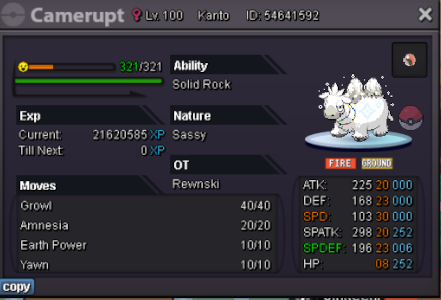 Camerupt Lv. 100 Kanto ID: 54641592 X
321/321
Ability
Solid Rock
Exp
Current: 21620585 XP
Till Next: 0 XP
Nature
Sassy
OT
Rewnski
FIRE GROUND
Moves
Growl 40/40
Amnesia 20/20
Earth Power 10/10
Yawn 10/10
ATK: 225 20 000
DEF: 168 23 000
SPD: 103 30 000
SPATK: 298 20 252
SPDEF: 196 23 006
HP: 08 252
copy